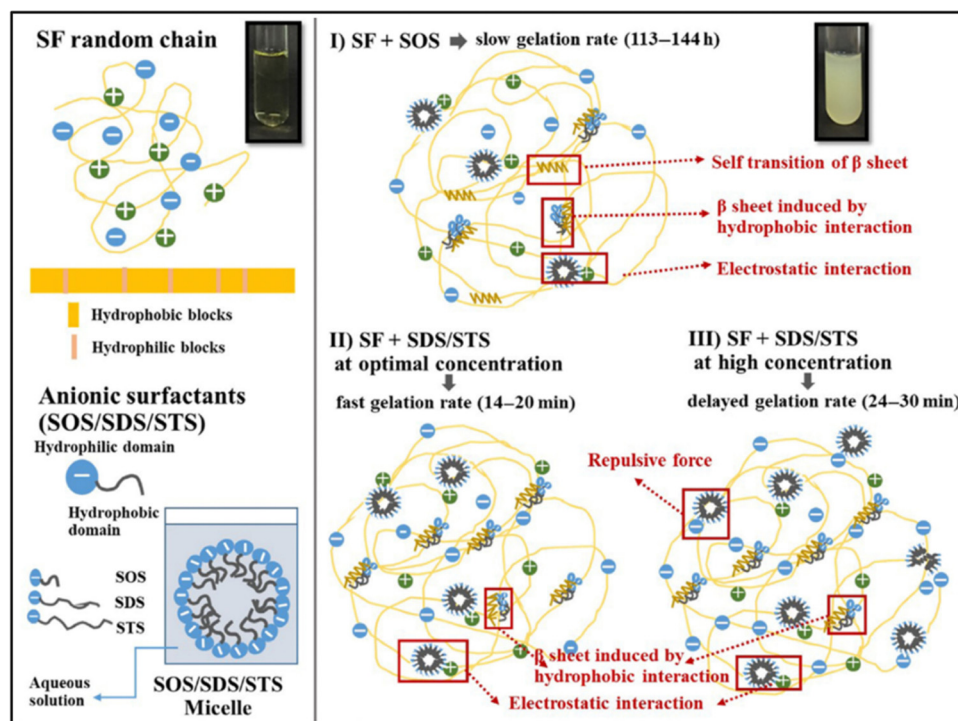 SF random chain
Hydrophobic blocks
Hydrophilic blocks
Anionic surfactants
(SOS/SDS/STS)
Hydrophilic domain
Hydrophobic
domain
SOS
SDS
STS
Aqueous
solution
SOS/SDS/STS
Micelle
I) SF + SOS ➡ slow gelation rate (113–144 h)
Self transition of β sheet
β sheet induced by
hydrophobic interaction
Electrostatic interaction
II) SF + SDS/STS
at optimal concentration
fast gelation rate (14–20 min)
III) SF + SDS/STS
at high concentration
delayed gelation rate (24–30 min)
Repulsive force
β sheet induced by
hydrophobic interaction
Electrostatic interaction